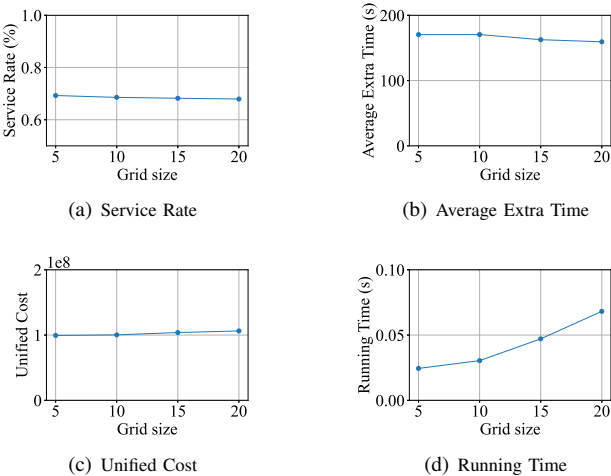 1.0
0.8
0.6
Service Rate (%)
5 10 15 20
Grid size
(a) Service Rate
200
100
0
Average Extra Time (s)
5 10 15 20
Grid size
(b) Average Extra Time
1e8
2
1
0
Unified Cost
5 10 15 20
Grid size
(c) Unified Cost
0.10
0.05
0.00
Running Time (s)
5 10 15 20
Grid size
(d) Running Time